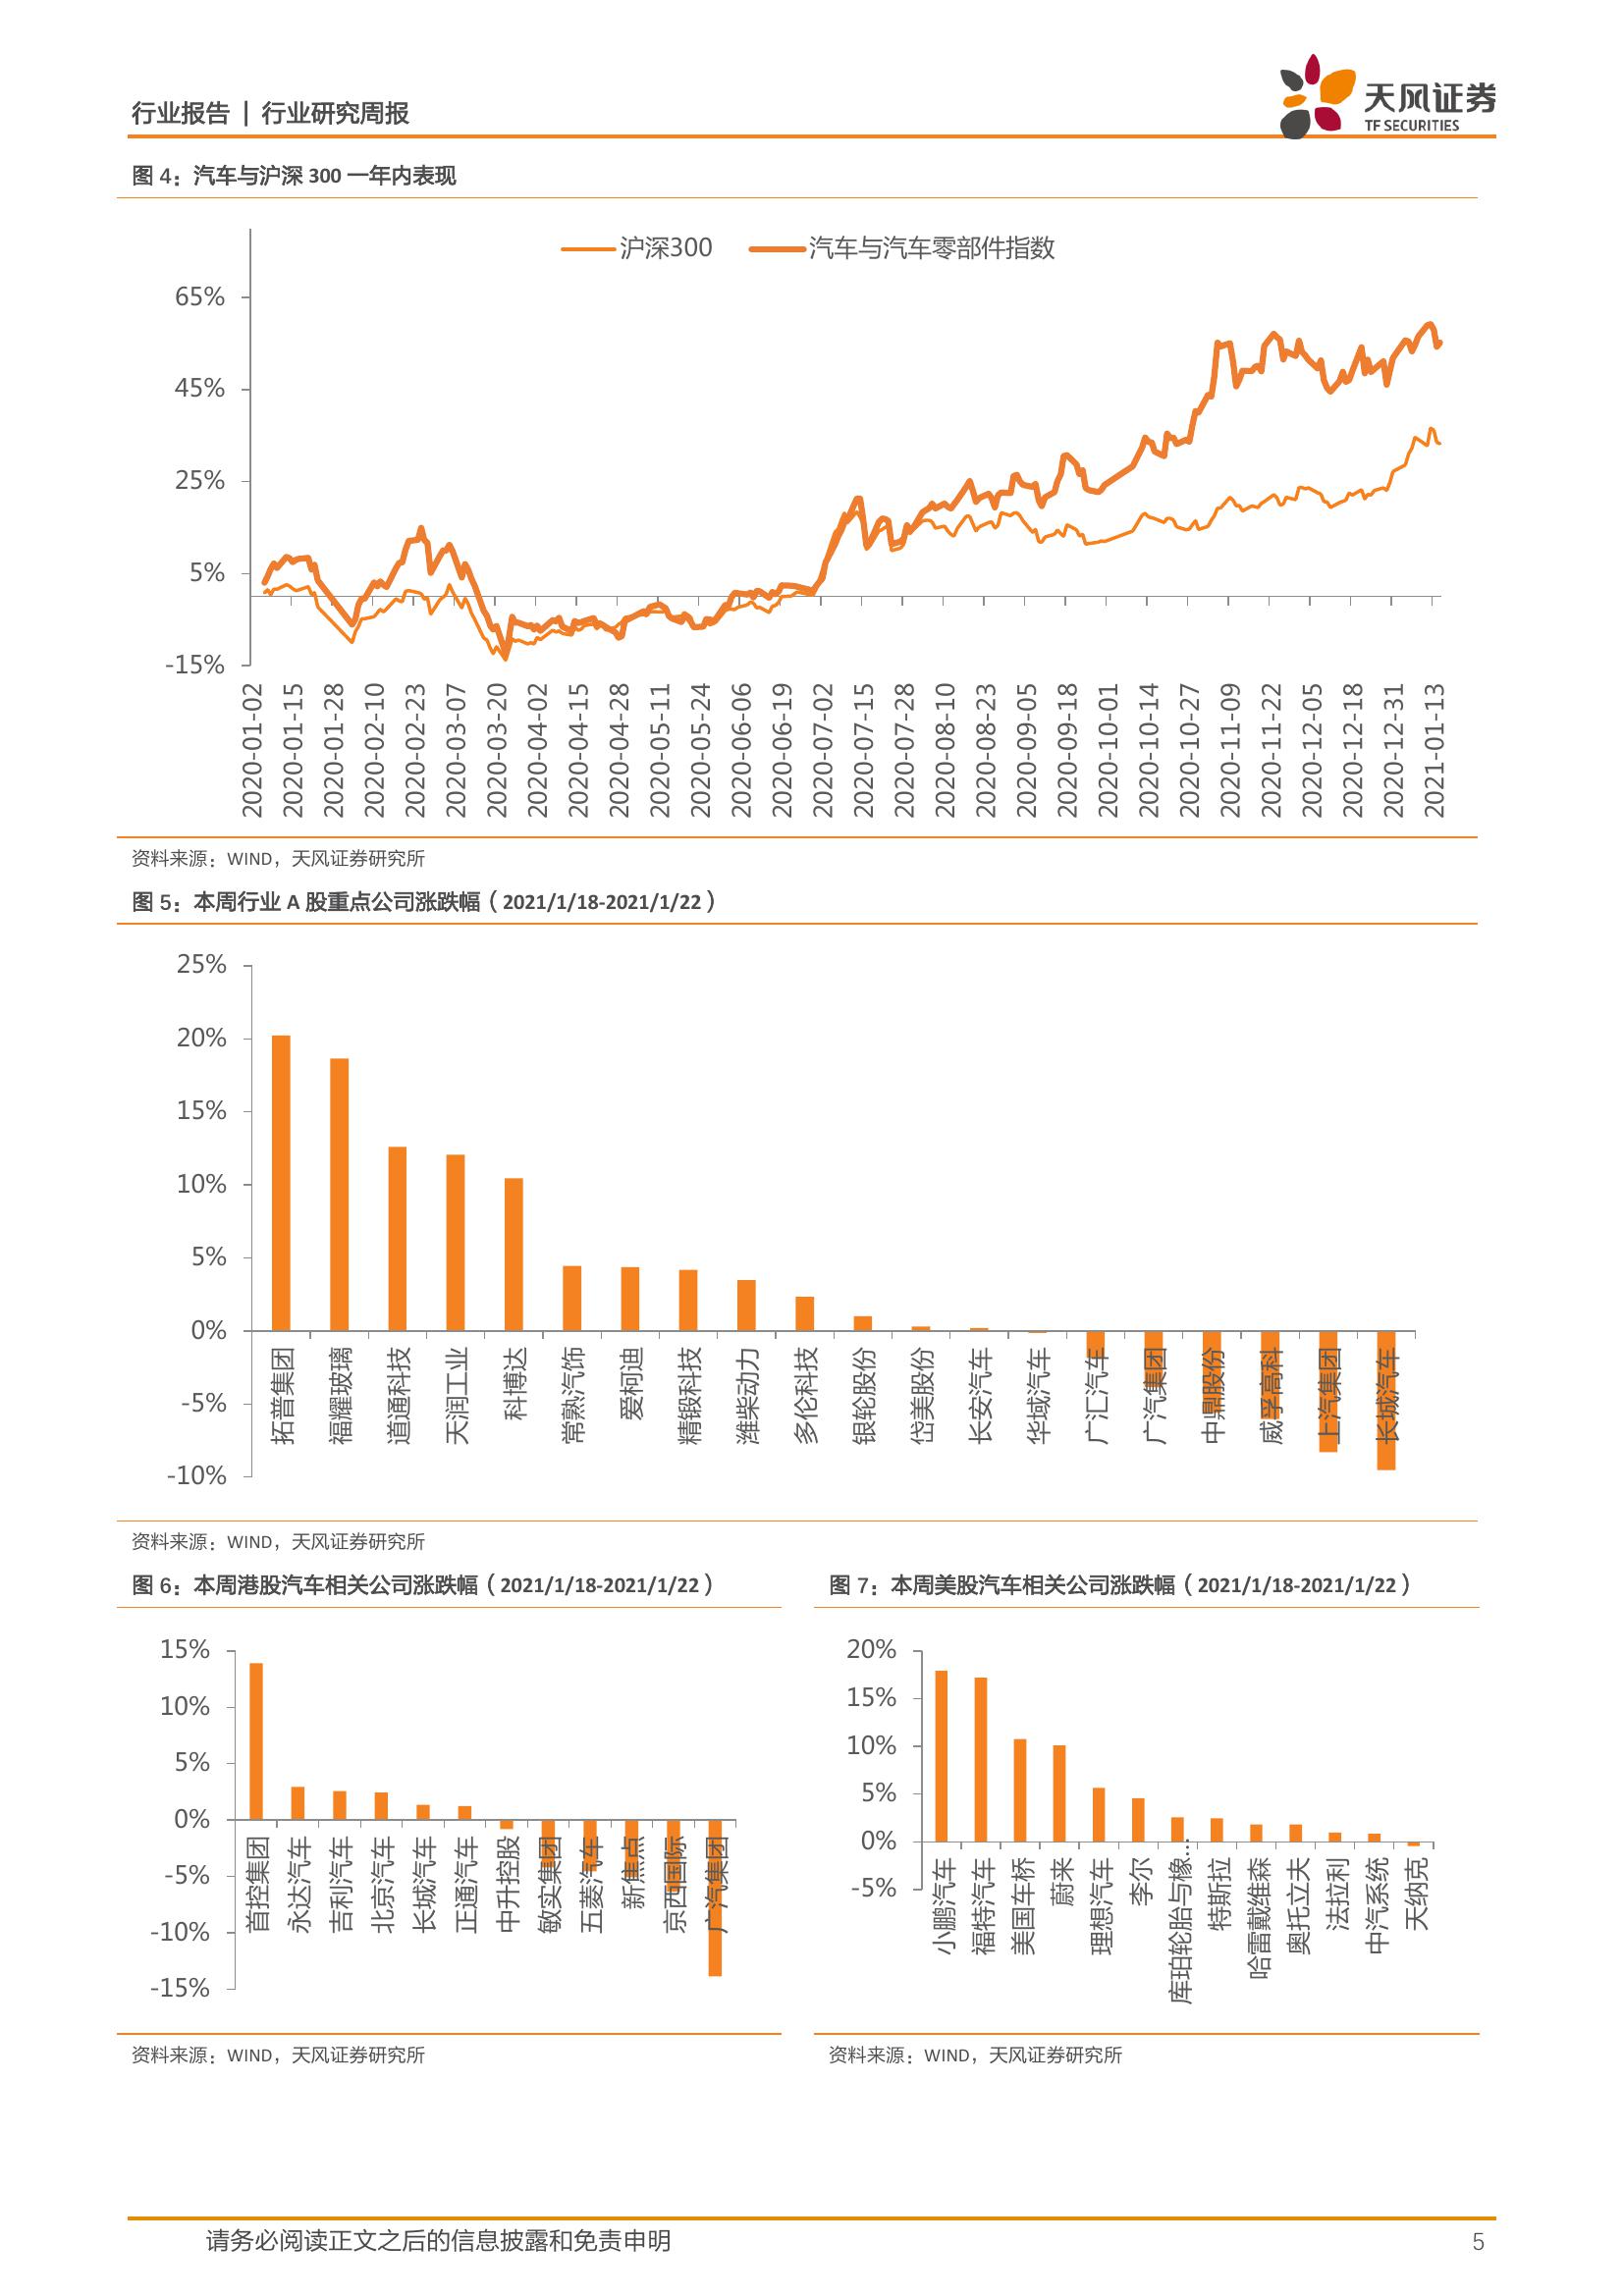 行业报告 | 行业研究周报
天风证券
TF SECURITIES
图 4：汽车与沪深 300 一年内表现
沪深300
汽车与汽车零部件指数
65%
45%
25%
5%
-15%
2020-01-02
2020-01-15
2020-01-28
2020-02-10
2020-02-23
2020-03-07
2020-03-20
2020-04-02
2020-04-15
2020-04-28
2020-05-11
2020-05-24
2020-06-06
2020-06-19
2020-07-02
2020-07-15
2020-07-28
2020-08-10
2020-08-23
2020-09-05
2020-09-18
2020-10-01
2020-10-14
2020-10-27
2020-11-09
2020-11-22
2020-12-05
2020-12-18
2020-12-31
2021-01-13
资料来源：WIND，天风证券研究所
图 5：本周行业 A 股重点公司涨跌幅（2021/1/18-2021/1/22）
25%
20%
15%
10%
5%
0%
-5%
-10%
拓普集团
福耀玻璃
道通科技
天润工业
科博达
常熟汽饰
爱柯迪
精锻科技
潍柴动力
多伦科技
银轮股份
岱美股份
长安汽车
华域汽车
广汇汽车
广汽集团
中鼎股份
威孚高科
上汽集团
长城汽车
资料来源：WIND，天风证券研究所
图 6：本周港股汽车相关公司涨跌幅（2021/1/18-2021/1/22）
15%
10%
5%
0%
-5%
-10%
-15%
首控集团
永达汽车
吉利汽车
北京汽车
长城汽车
正通汽车
中升控股
敏实集团
五菱汽车
新焦点
京西国际
广汽集团
资料来源：WIND，天风证券研究所
图 7：本周美股汽车相关公司涨跌幅（2021/1/18-2021/1/22）
20%
15%
10%
5%
0%
-5%
小鹏汽车
福特汽车
美国车桥
蔚来
理想汽车
李尔
库珀轮胎与橡…
特斯拉
哈雷戴维森
奥托立夫
法拉利
中汽系统
天纳克
资料来源：WIND，天风证券研究所
请务必阅读正文之后的信息披露和免责申明
5